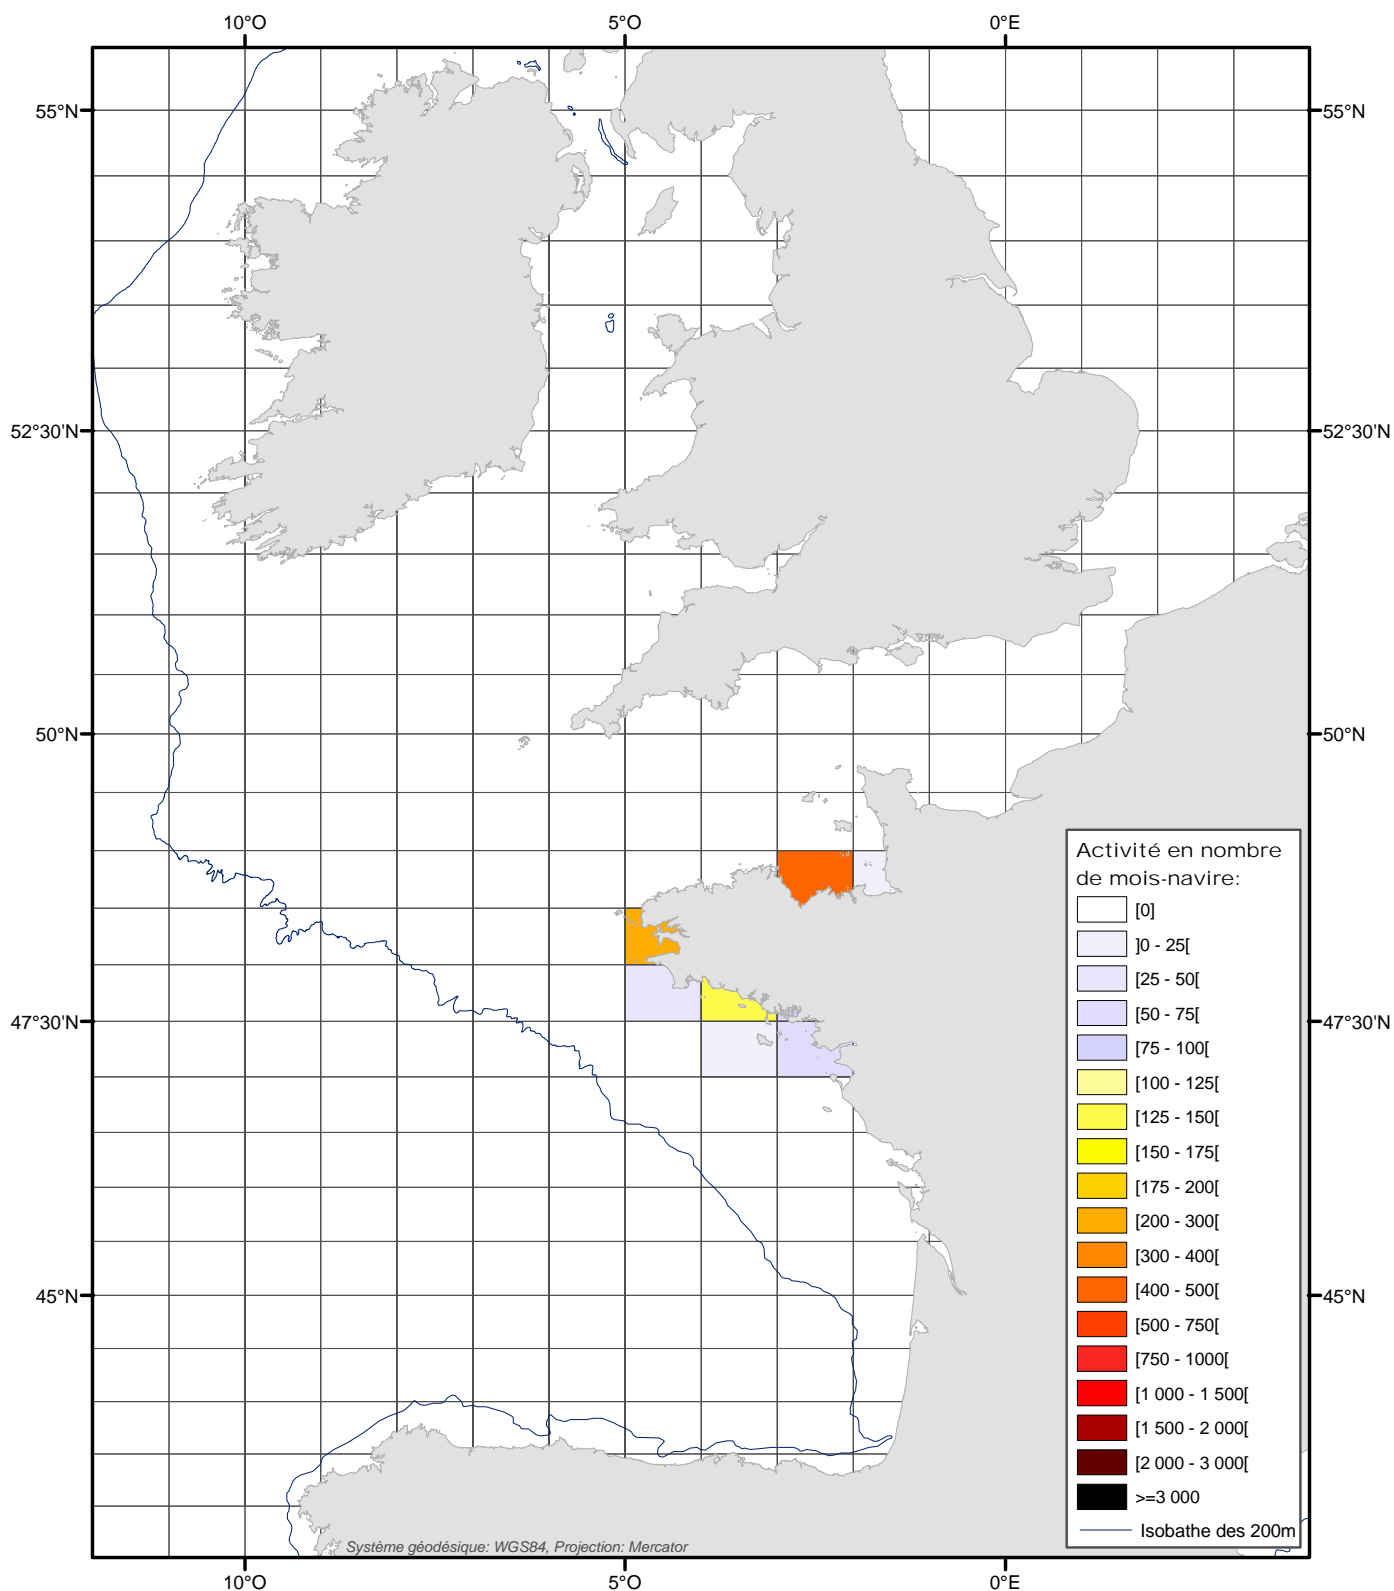 10°O 5°O 0°E
55°N 55°N
52°30'N 52°30'N
50°N 50°N
47°30'N 47°30'N
45°N 45°N
Activité en nombre
de mois-navire:
[0]
]0 - 25[
[25 - 50[
[50 - 75[
[75 - 100[
[100 - 125[
[125 - 150[
[150 - 175[
[175 - 200[
[200 - 300[
[300 - 400[
[400 - 500[
[500 - 750[
[750 - 1000[
[1 000 - 1 500[
[1 500 - 2 000[
[2 000 - 3 000[
>=3 000
Isobathe des 200m
Système géodésique: WGS84, Projection: Mercator
10°O 5°O 0°E